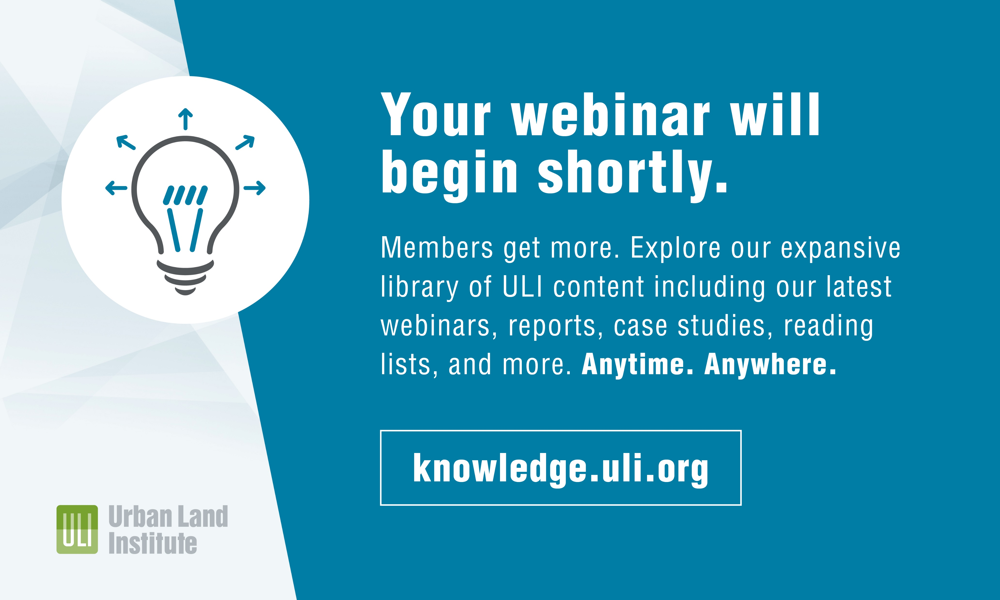 Your webinar will
begin shortly.
Members get more. Explore our expansive
library of ULI content including our latest
webinars, reports, case studies, reading
lists, and more. Anytime. Anywhere.
knowledge.uli.org
ULI
Urban Land
Institute